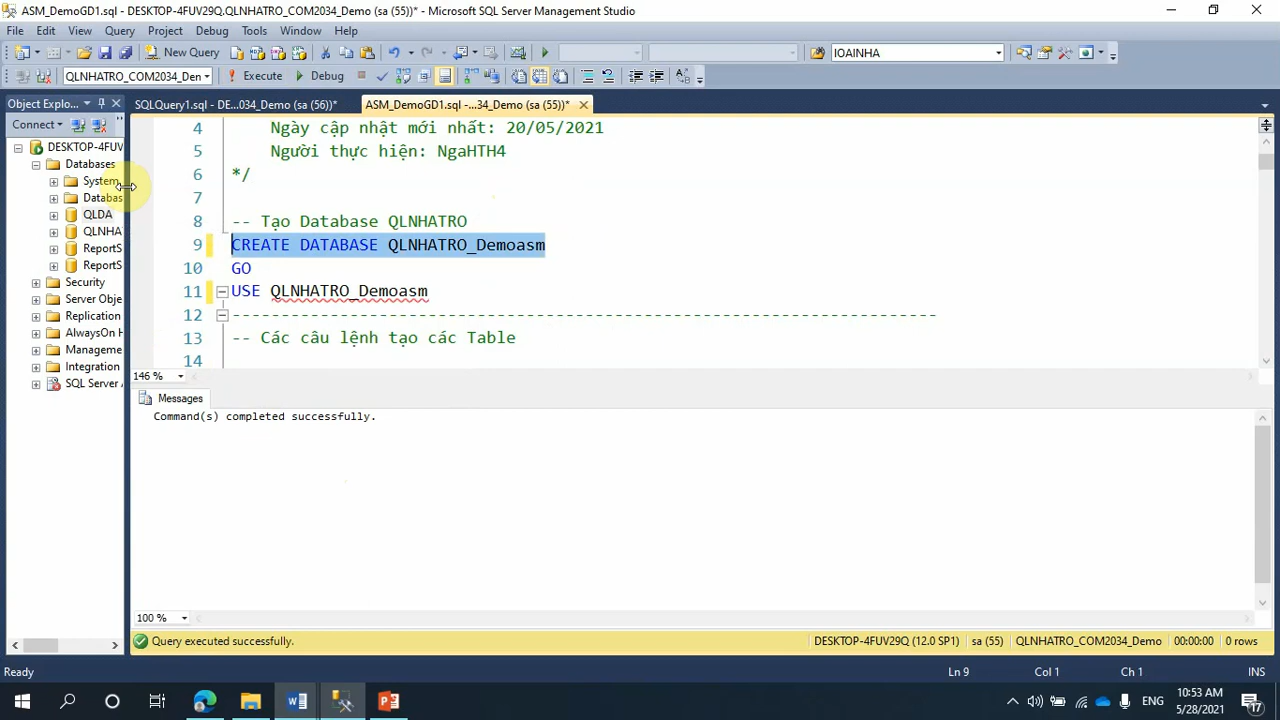 ASM_DemoGD1.sql - DESKTOP-4FUV29Q.QLNHATRO_COM2034_Demo (sa (55))* - Microsoft SQL Server Management Studio
File Edit View Query Project Debug Tools Window Help
New Query IOAINHA
QLNHATRO_COM2034_Den Execute Debug
Object Explo... SQLQuery1.sql - DE...034_Demo (sa (56))* ASM_DemoGD1.sql -...34_Demo (sa (55))*
Connect
DESKTOP-4FUV
Databases
System
Databas
QLDA
QLNHA
ReportS
ReportS
Security
Server Obje
Replication
AlwaysOn H
Manageme
Integration
SQL Server A
4 Ngày cập nhật mới nhất: 20/05/2021
5 Người thực hiện: NgaHTH4
6 */
7
8 -- Tạo Database QLNHATRO
9 CREATE DATABASE QLNHATRO_Demoasm
10 GO
11 USE QLNHATRO_Demoasm
12 ------------------------------------------------------------------------
13 -- Các câu lệnh tạo các Table
14
146 %
Messages
Command(s) completed successfully.
100 %
Query executed successfully. DESKTOP-4FUV29Q (12.0 SP1) sa (55) QLNHATRO_COM2034_Demo 00:00:00 0 rows
Ready Ln 9 Col 1 Ch 1 INS
ENG 10:53 AM
5/28/2021 17